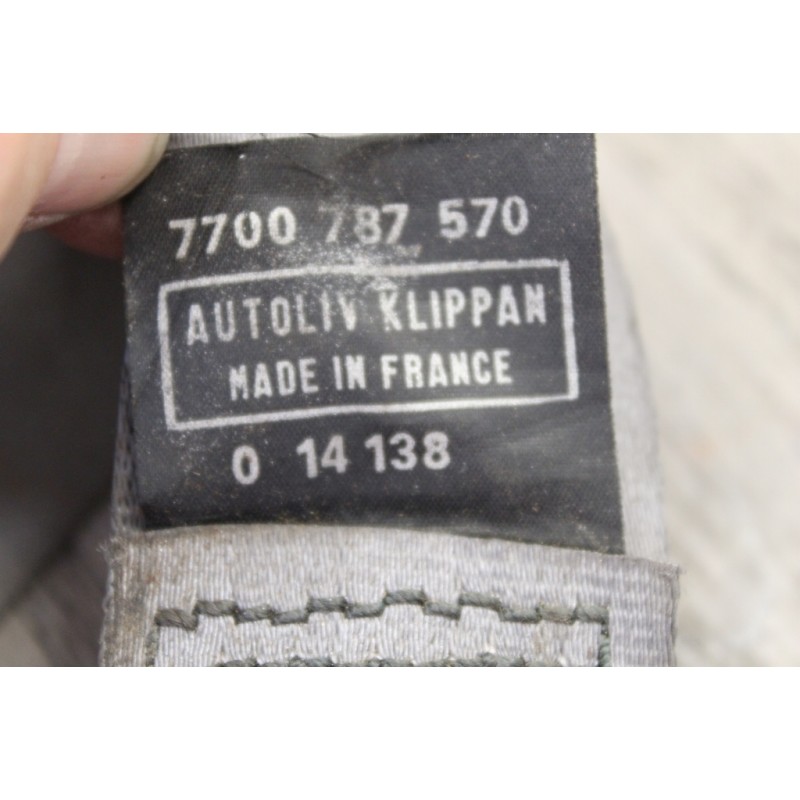 7700 787 570
AUTOLIV KLIPPAN
MADE IN FRANCE
0 14 138